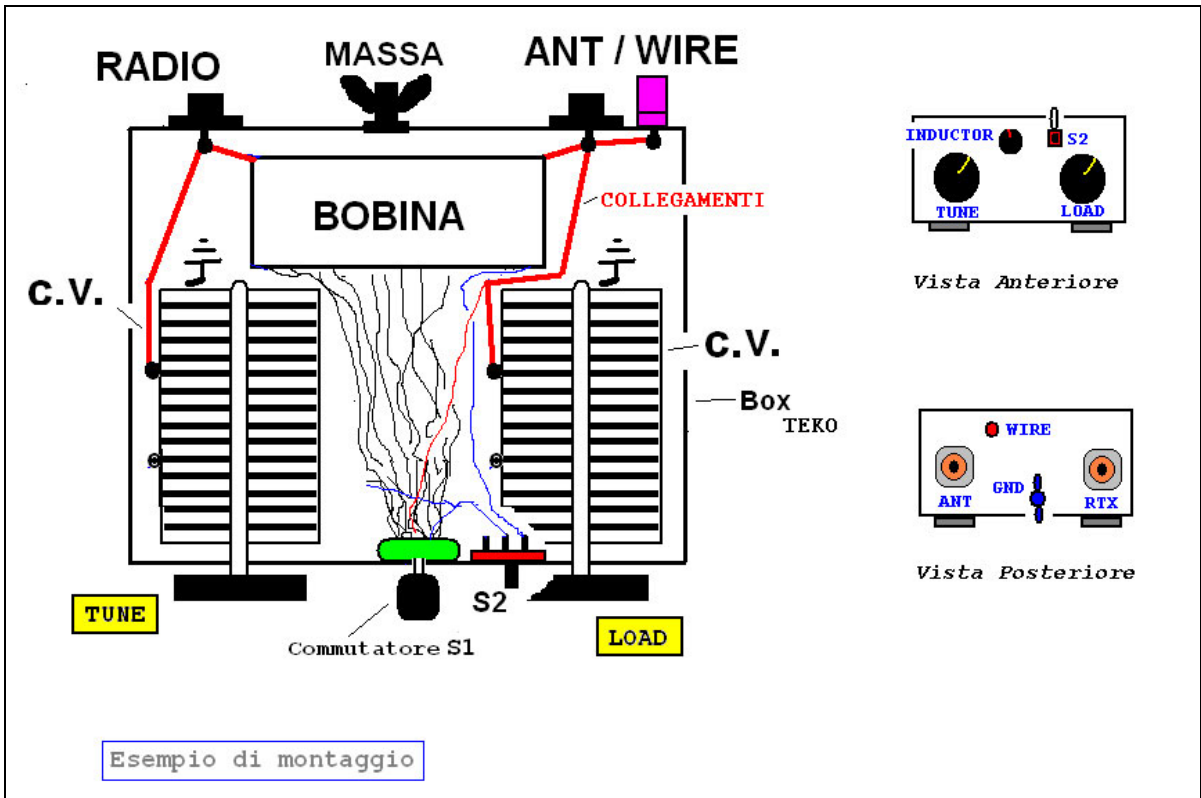 RADIO
MASSA
ANT / WIRE
BOBINA
COLLEGAMENTI
C.V.
C.V.
Box
TEKO
TUNE
S2
LOAD
Commutatore S1
Esempio di montaggio
INDUCTOR
S2
TUNE
LOAD
Vista Anteriore
WIRE
ANT
GND
RTX
Vista Posteriore